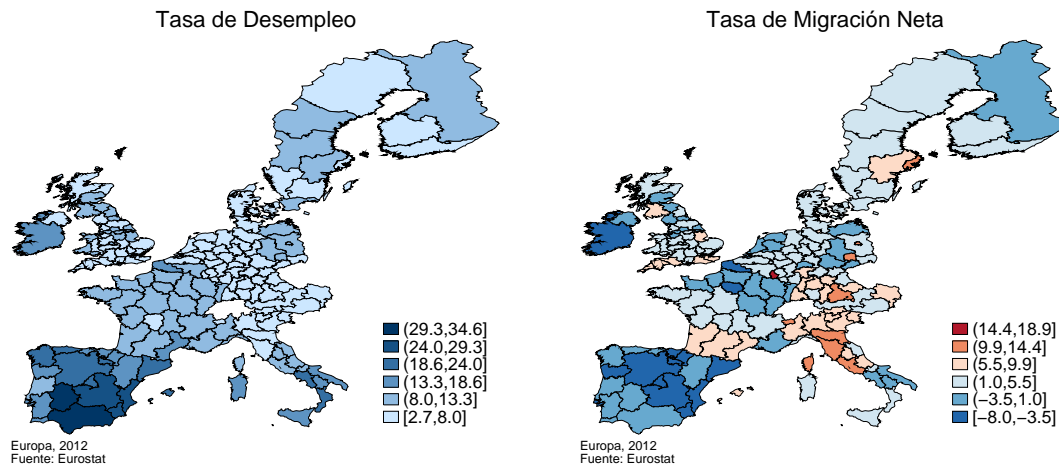 Tasa de Desempleo
(29.3,34.6]
(24.0,29.3]
(18.6,24.0]
(13.3,18.6]
(8.0,13.3]
[2.7,8.0]
Europa, 2012
Fuente: Eurostat
Tasa de Migración Neta
(14.4,18.9]
(9.9,14.4]
(5.5,9.9]
(1.0,5.5]
(−3.5,1.0]
[−8.0,−3.5]
Europa, 2012
Fuente: Eurostat